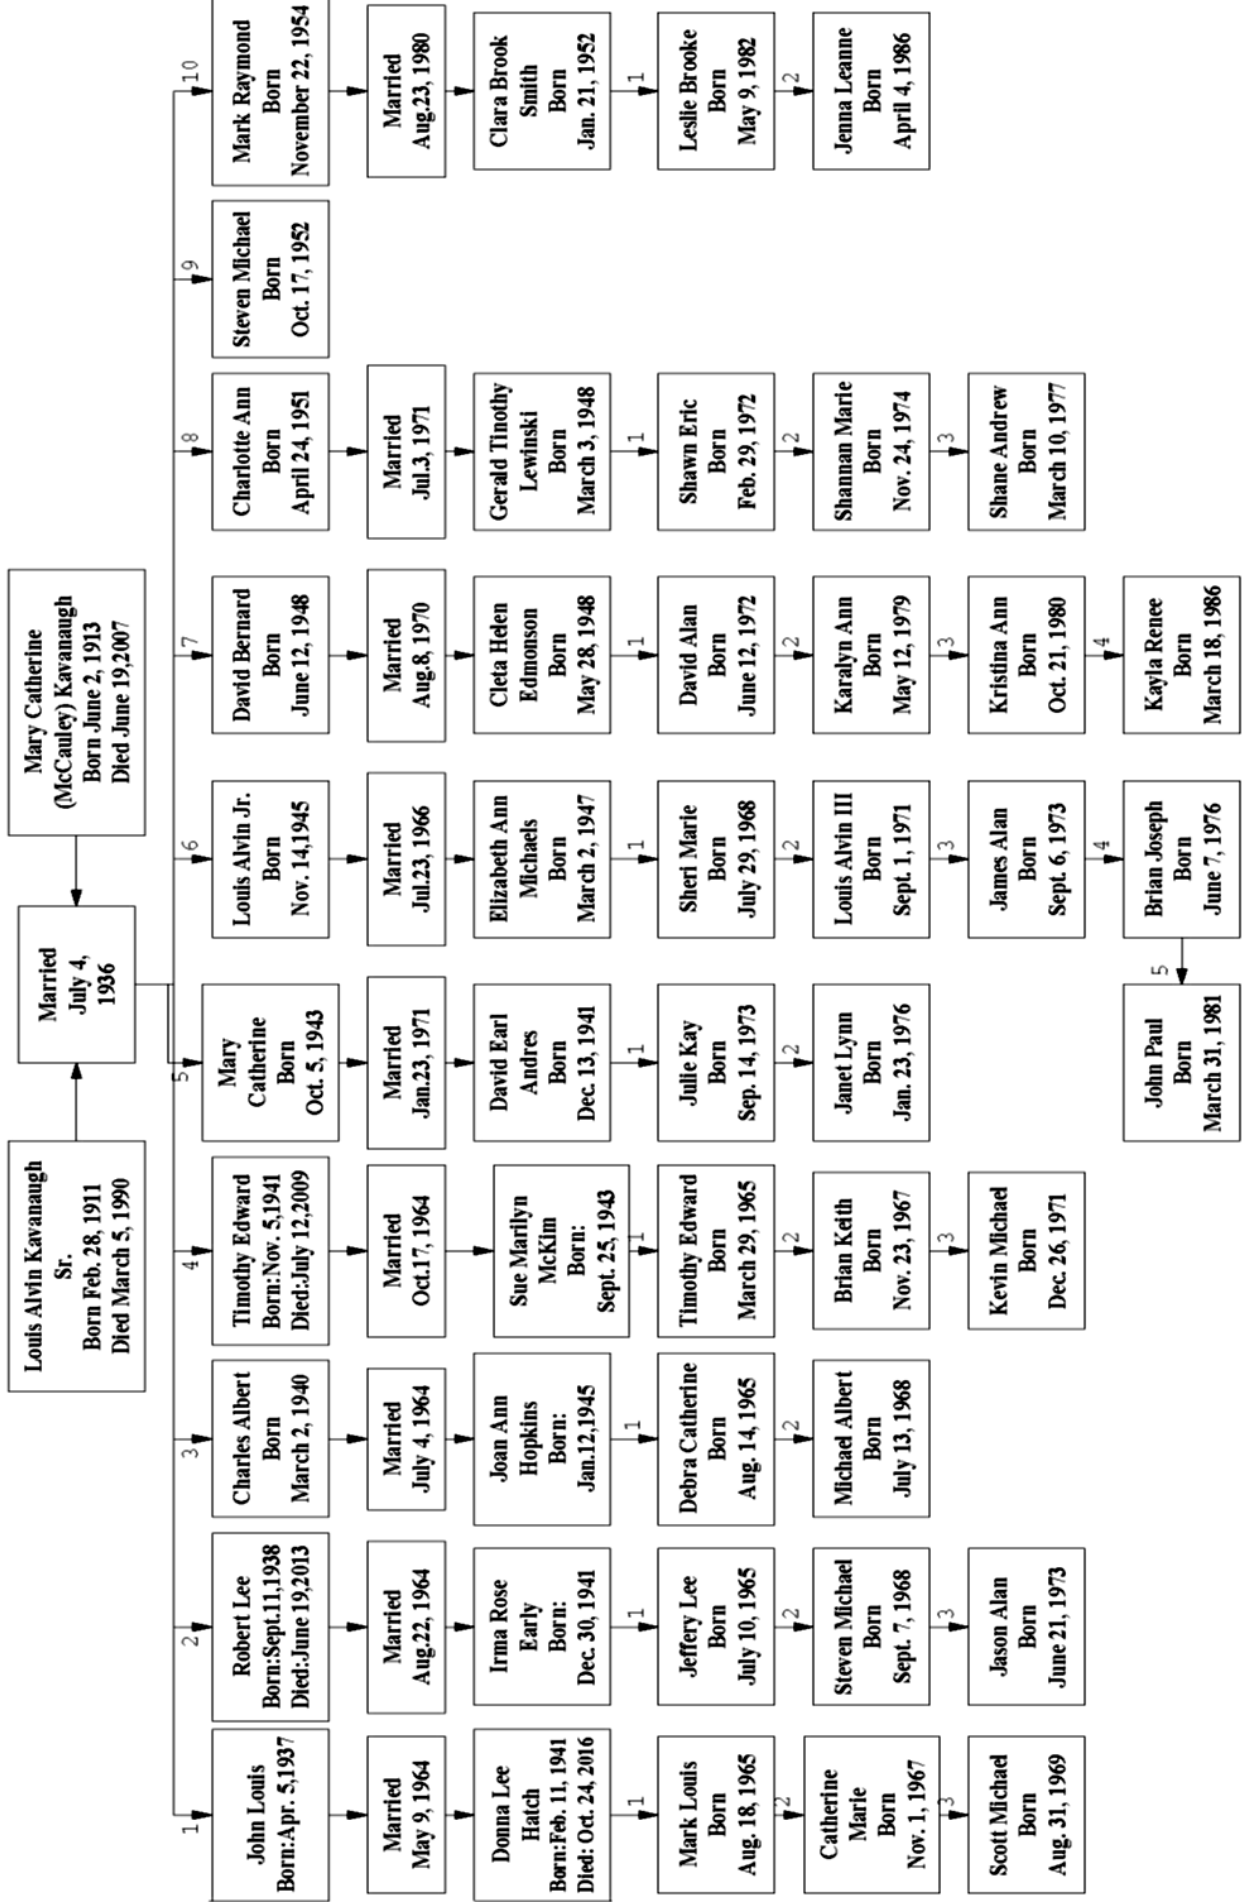 Louis Alvin Kavanaugh
Sr.
Born Feb. 28, 1911
Died March 5, 1990
Married
July 4,
1936
Mary Catherine
(McCauley) Kavanaugh
Born June 2, 1913
Died June 19,2007
1
John Louis
Born:Apr. 5,1937
Married
May 9, 1964
Donna Lee
Hatch
Born:Feb. 11, 1941
Died: Oct. 24, 2016
1
Mark Louis
Born
Aug. 18, 1965
2
Catherine
Marie
Born
Nov. 1, 1967
3
Scott Michael
Born
Aug. 31, 1969
2
Robert Lee
Born:Sept.11,1938
Died:June 19,2013
Married
Aug.22, 1964
Irma Rose
Early
Born:
Dec. 30, 1941
1
Jeffery Lee
Born
July 10, 1965
2
Steven Michael
Born
Sept. 7, 1968
3
Jason Alan
Born
June 21, 1973
3
Charles Albert
Born
March 2, 1940
Married
July 4, 1964
Joan Ann
Hopkins
Born:
Jan.12,1945
1
Debra Catherine
Born
Aug. 14, 1965
2
Michael Albert
Born
July 13, 1968
4
Timothy Edward
Born:Nov. 5,1941
Died:July 12,2009
Married
Oct.17, 1964
Sue Marilyn
McKim
Born:
Sept. 25, 1943
1
Timothy Edward
Born
March 29, 1965
2
Brian Keith
Born
Nov. 23, 1967
3
Kevin Michael
Born
Dec. 26, 1971
5
Mary
Catherine
Born
Oct. 5, 1943
Married
Jan.23, 1971
David Earl
Andres
Born
Dec. 13, 1941
1
Julie Kay
Born
Sep. 14, 1973
2
Janet Lynn
Born
Jan. 23, 1976
6
Louis Alvin Jr.
Born
Nov. 14,1945
Married
Jul.23, 1966
Elizabeth Ann
Michaels
Born
March 2, 1947
1
Sheri Marie
Born
July 29, 1968
2
Louis Alvin III
Born
Sept. 1, 1971
3
James Alan
Born
Sept. 6, 1973
4
Brian Joseph
Born
June 7, 1976
5
John Paul
Born
March 31, 1981
7
David Bernard
Born
June 12, 1948
Married
Aug.8, 1970
Cleta Helen
Edmonson
Born
May 28, 1948
1
David Alan
Born
June 12, 1972
2
Karalyn Ann
Born
May 12, 1979
3
Kristina Ann
Born
Oct. 21, 1980
4
Kayla Renee
Born
March 18, 1986
8
Charlotte Ann
Born
April 24, 1951
Married
Jul.3, 1971
Gerald Tinothy
Lewinski
Born
March 3, 1948
1
Shawn Eric
Born
Feb. 29, 1972
2
Shannan Marie
Born
Nov. 24, 1974
3
Shane Andrew
Born
March 10, 1977
9
Steven Michael
Born
Oct. 17, 1952
10
Mark Raymond
Born
November 22, 1954
Married
Aug.23, 1980
Clara Brook
Smith
Born
Jan. 21, 1952
1
Leslie Brooke
Born
May 9, 1982
2
Jenna Leanne
Born
April 4, 1986